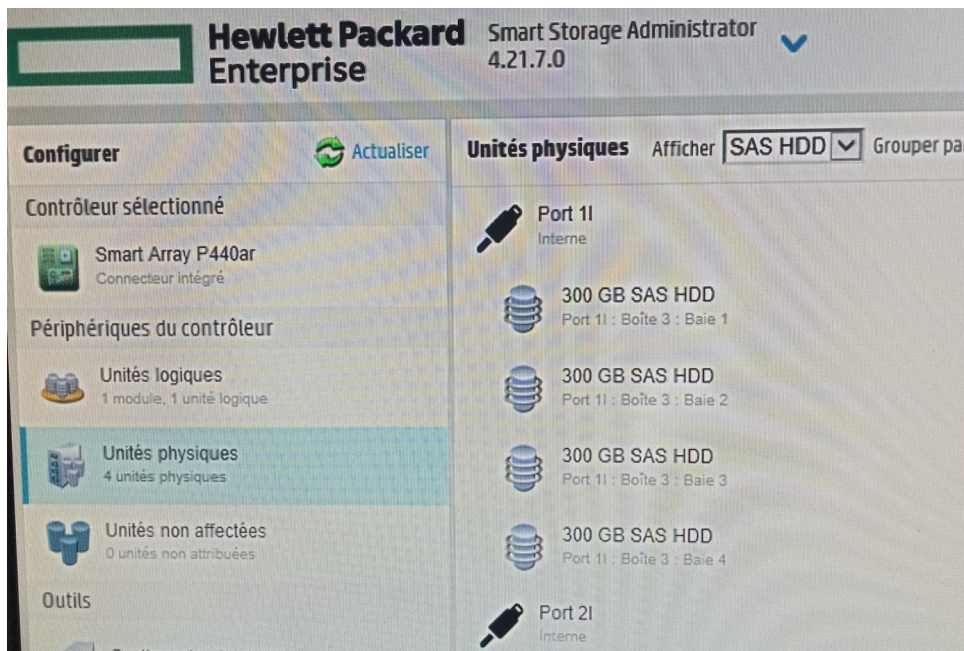 Hewlett Packard
Enterprise
Smart Storage Administrator
4.21.7.0
Configurer
Actualiser
Contrôleur sélectionné
Smart Array P440ar
Connecteur intégré
Périphériques du contrôleur
Unités logiques
1 module, 1 unité logique
Unités physiques
4 unités physiques
Unités non affectées
0 unités non attribuées
Outils
Unités physiques Afficher SAS HDD Grouper par
Port 1I
Interne
300 GB SAS HDD
Port 1I : Boîte 3 : Baie 1
300 GB SAS HDD
Port 1I : Boîte 3 : Baie 2
300 GB SAS HDD
Port 1I : Boîte 3 : Baie 3
300 GB SAS HDD
Port 1I : Boîte 3 : Baie 4
Port 2I
Interne